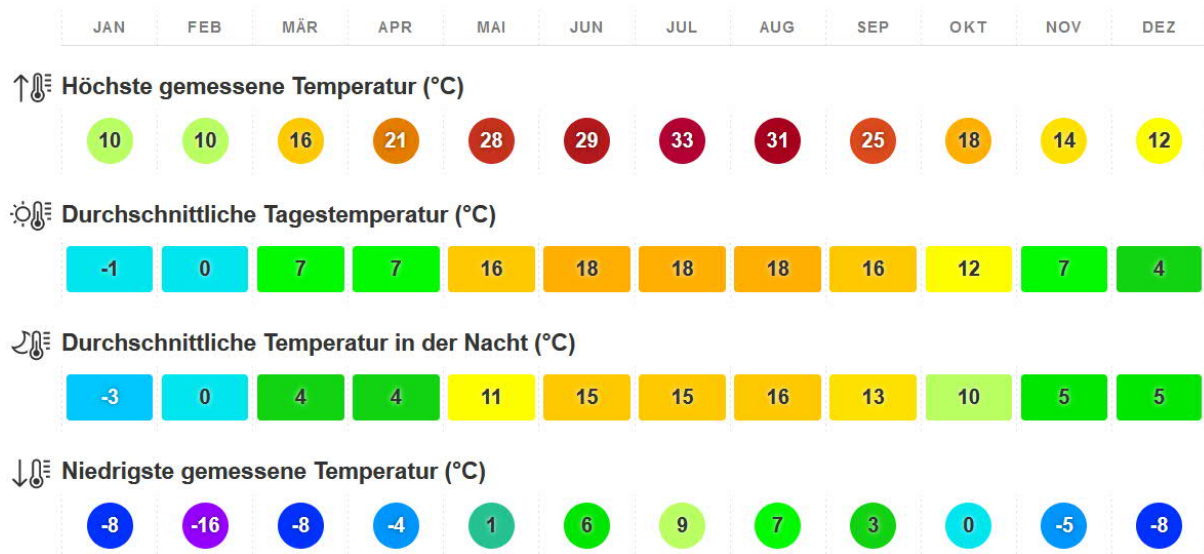 JAN FEB MÄR APR MAI JUN JUL AUG SEP OKT NOV DEZ
Höchste gemessene Temperatur (°C)
10 10 16 21 28 29 33 31 25 18 14 12
Durchschnittliche Tagestemperatur (°C)
-1 0 7 7 16 18 18 18 16 12 7 4
Durchschnittliche Temperatur in der Nacht (°C)
-3 0 4 4 11 15 15 16 13 10 5 5
Niedrigste gemessene Temperatur (°C)
-8 -16 -8 -4 1 6 9 7 3 0 -5 -8